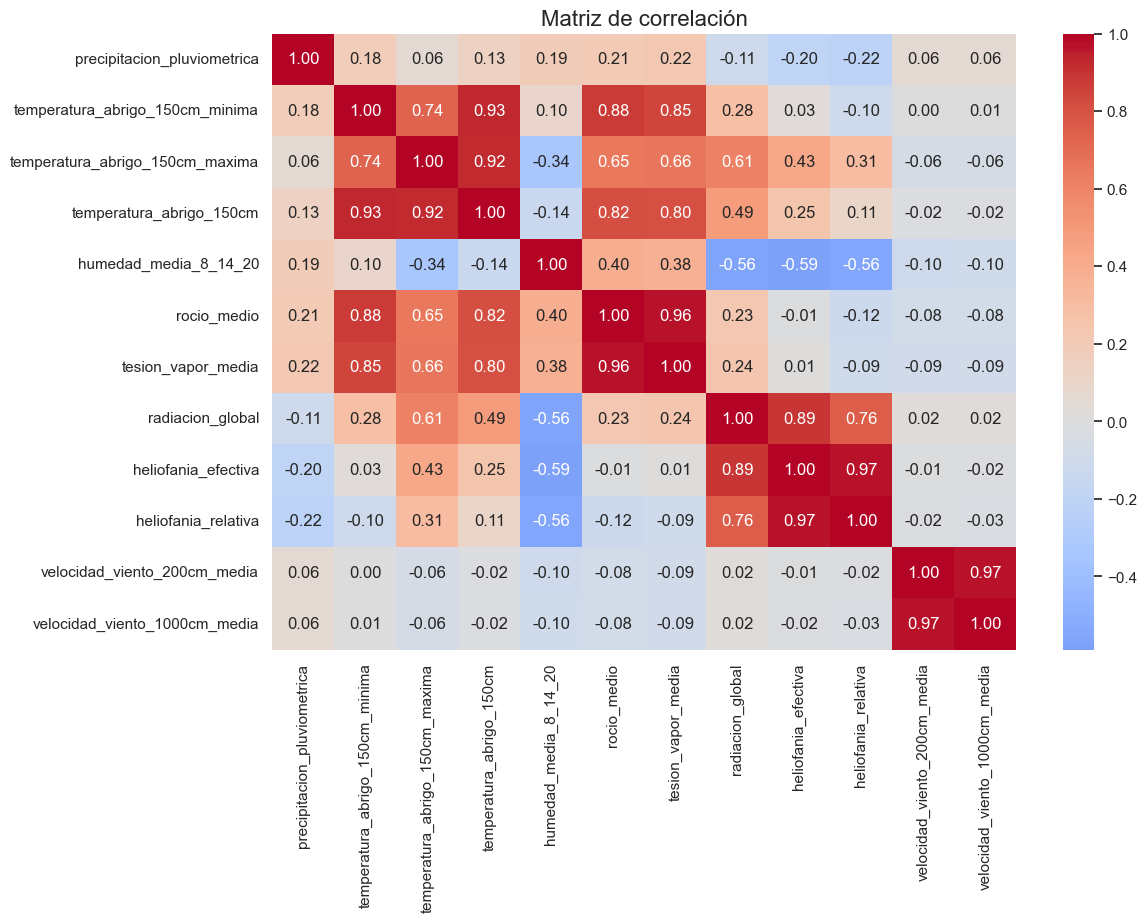 Matriz de correlación
precipitacion_pluviometrica 1.00 0.18 0.06 0.13 0.19 0.21 0.22 -0.11 -0.20 -0.22 0.06 0.06
temperatura_abrigo_150cm_minima 0.18 1.00 0.74 0.93 0.10 0.88 0.85 0.28 0.03 -0.10 0.00 0.01
temperatura_abrigo_150cm_maxima 0.06 0.74 1.00 0.92 -0.34 0.65 0.66 0.61 0.43 0.31 -0.06 -0.06
temperatura_abrigo_150cm 0.13 0.93 0.92 1.00 -0.14 0.82 0.80 0.49 0.25 0.11 -0.02 -0.02
humedad_media_8_14_20 0.19 0.10 -0.34 -0.14 1.00 0.40 0.38 -0.56 -0.59 -0.56 -0.10 -0.10
rocio_medio 0.21 0.88 0.65 0.82 0.40 1.00 0.96 0.23 -0.01 -0.12 -0.08 -0.08
tesion_vapor_media 0.22 0.85 0.66 0.80 0.38 0.96 1.00 0.24 0.01 -0.09 -0.09 -0.09
radiacion_global -0.11 0.28 0.61 0.49 -0.56 0.23 0.24 1.00 0.89 0.76 0.02 0.02
heliofania_efectiva -0.20 0.03 0.43 0.25 -0.59 -0.01 0.01 0.89 1.00 0.97 -0.01 -0.02
heliofania_relativa -0.22 -0.10 0.31 0.11 -0.56 -0.12 -0.09 0.76 0.97 1.00 -0.02 -0.03
velocidad_viento_200cm_media 0.06 0.00 -0.06 -0.02 -0.10 -0.08 -0.09 0.02 -0.01 -0.02 1.00 0.97
velocidad_viento_1000cm_media 0.06 0.01 -0.06 -0.02 -0.10 -0.08 -0.09 0.02 -0.02 -0.03 0.97 1.00
precipitacion_pluviometrica
temperatura_abrigo_150cm_minima
temperatura_abrigo_150cm_maxima
temperatura_abrigo_150cm
humedad_media_8_14_20
rocio_medio
tesion_vapor_media
radiacion_global
heliofania_efectiva
heliofania_relativa
velocidad_viento_200cm_media
velocidad_viento_1000cm_media
1.0
0.8
0.6
0.4
0.2
0.0
-0.2
-0.4